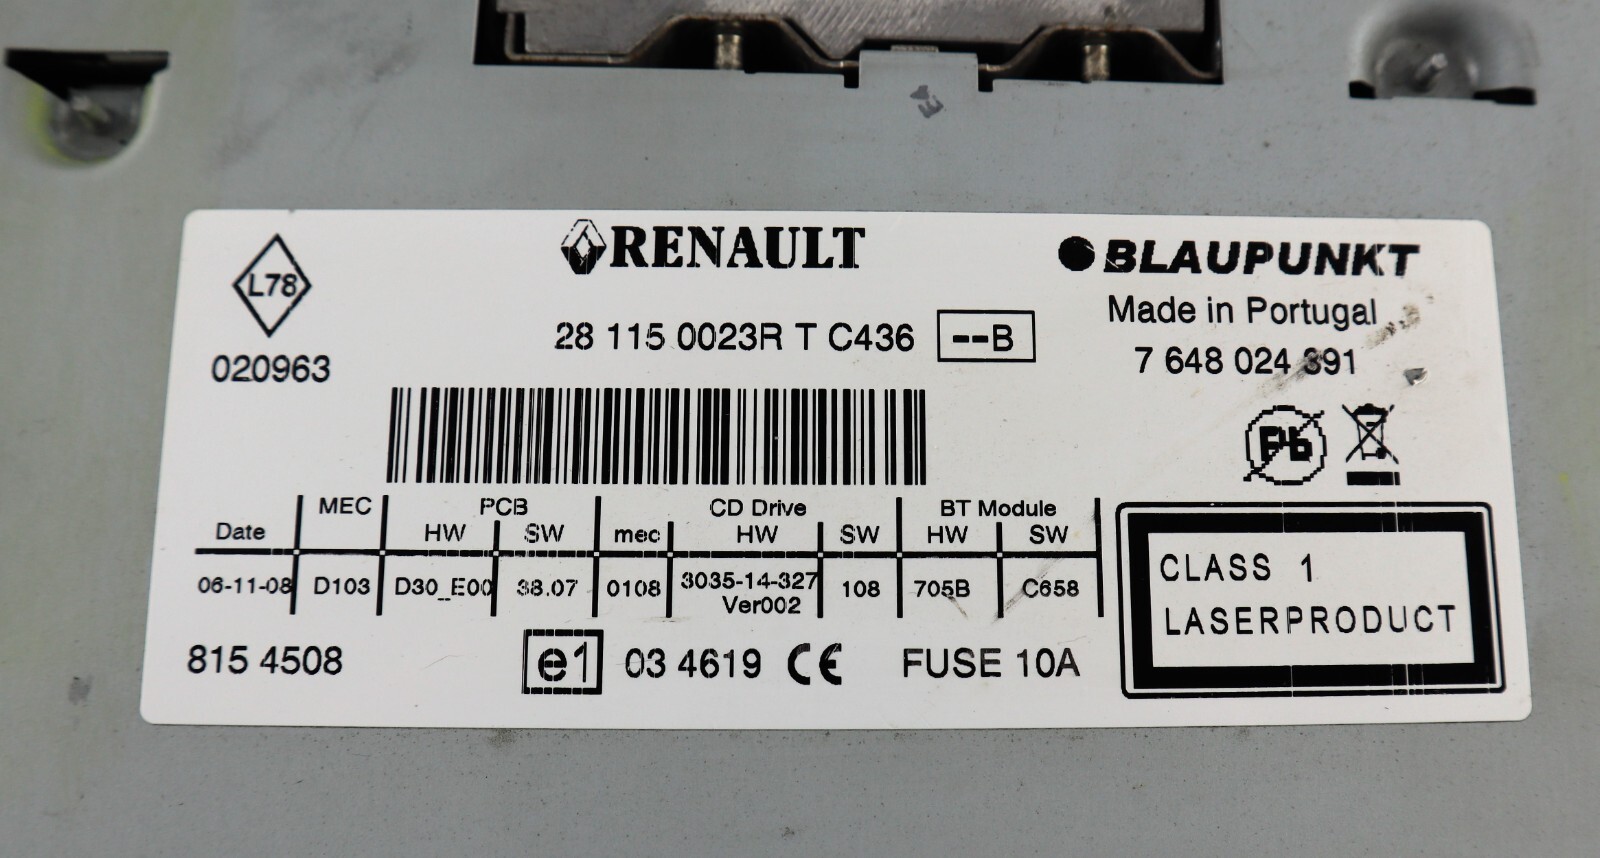 RENAULT
BLAUPUNKT
L78
Made in Portugal
28 115 0023R T C436 --B
7 648 024 391
020963
Pb
Date MEC PCB CD Drive BT Module
HW SW mec HW SW HW SW
06-11-08 D103 D30_E00 38.07 0108 3035-14-327 108 705B C658
Ver002
CLASS 1
LASERPRODUCT
815 4508 e1 03 4619 CE FUSE 10A